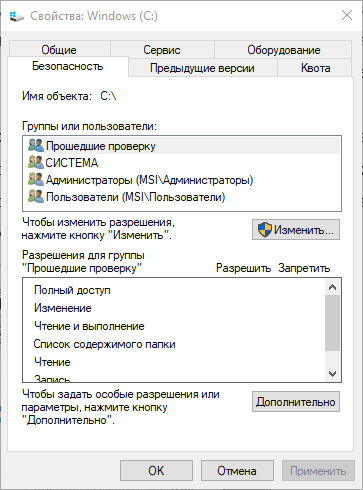 Свойства: Windows (C:)
Общие Сервис Оборудование
Безопасность Предыдущие версии Квота
Имя объекта: C:\
Группы или пользователи:
Прошедшие проверку
СИСТЕМА
Администраторы (MSI\Администраторы)
Пользователи (MSI\Пользователи)
Чтобы изменить разрешения,
нажмите кнопку "Изменить".
Изменить...
Разрешения для группы
"Прошедшие проверку" Разрешить Запретить
Полный доступ
Изменение
Чтение и выполнение
Список содержимого папки
Чтение
Запись
Чтобы задать особые разрешения или
параметры, нажмите кнопку
"Дополнительно".
Дополнительно
OK Отмена Применить